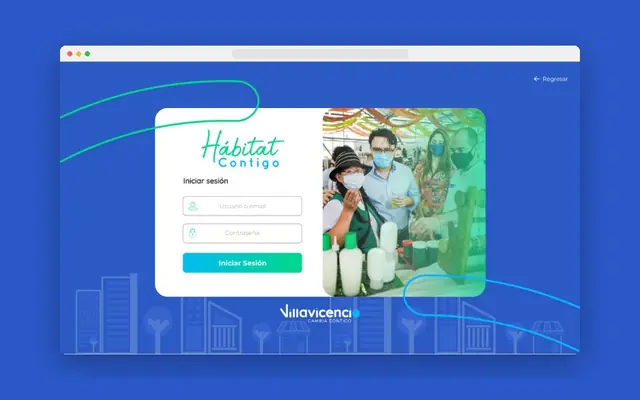 Regresar
Hábitat
Contigo
Iniciar sesión
Usuario o email
Contraseña
Iniciar Sesión
Villavicencio
CAMBIA CONTIGO